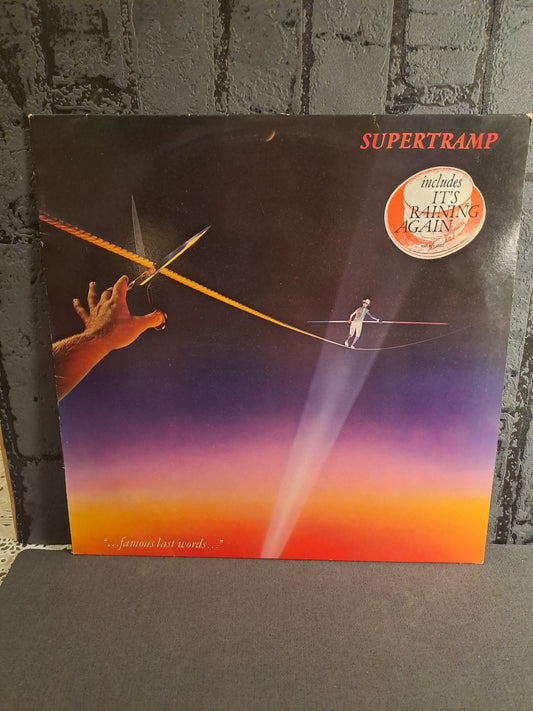 SUPERTRAMP
includes
IT'S
RAINING
AGAIN
"...famous last words..."